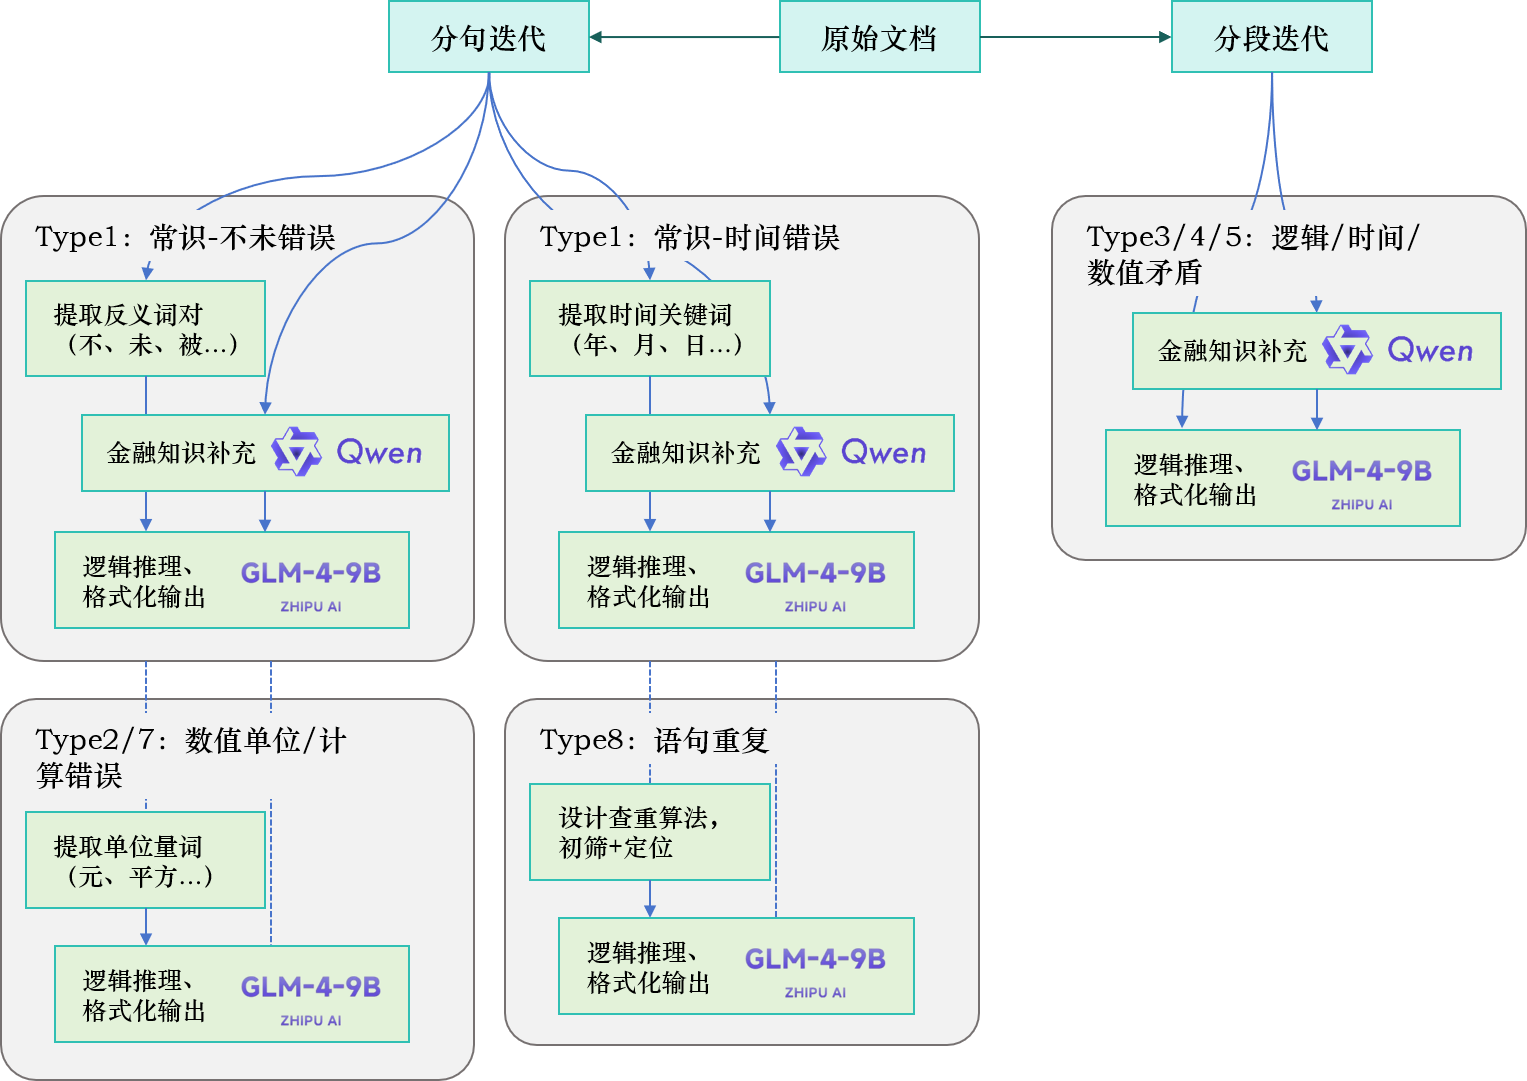 分句迭代
原始文档
分段迭代
Type1：常识-不未错误
提取反义词对
（不、未、被...）
金融知识补充 Qwen
逻辑推理、
格式化输出
GLM-4-9B
ZHIPU AI
Type1：常识-时间错误
提取时间关键词
（年、月、日...）
金融知识补充 Qwen
逻辑推理、
格式化输出
GLM-4-9B
ZHIPU AI
Type3/4/5：逻辑/时间/
数值矛盾
金融知识补充 Qwen
逻辑推理、
格式化输出
GLM-4-9B
ZHIPU AI
Type2/7：数值单位/计
算错误
提取单位量词
（元、平方...）
逻辑推理、
格式化输出
GLM-4-9B
ZHIPU AI
Type8：语句重复
设计查重算法，
初筛+定位
逻辑推理、
格式化输出
GLM-4-9B
ZHIPU AI